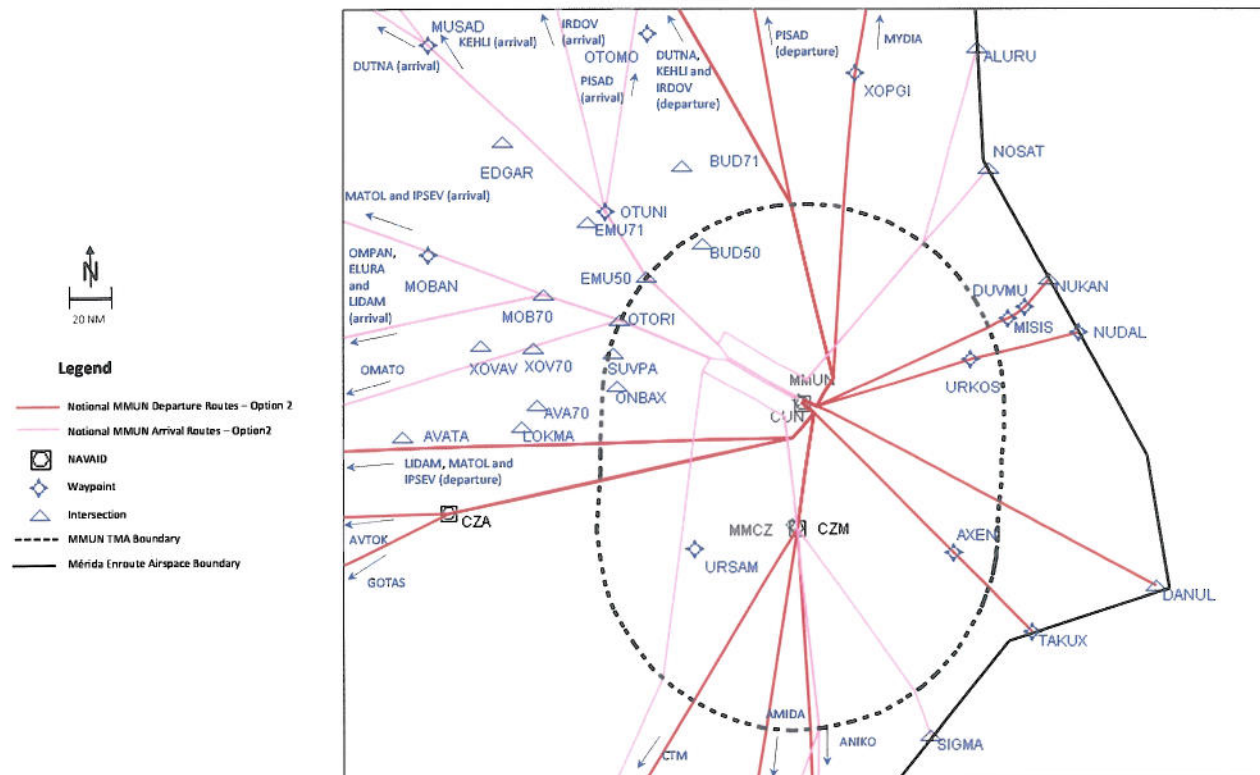 MUSAD
KEHLI (arrival)
IRDOV
(arrival)
OTOMO
DUTNA (arrival)
PISAD
(arrival)
DUTNA,
KEHLI and
IRDOV
(departure)
PISAD
(departure)
MYDIA
XOPGI
ALURU
EDGAR
BUD71
NOSAT
MATOL and IPSEV (arrival)
OTUNI
EMU71
BUD50
OMPAN,
ELURA
and
LIDAM
(arrival)
MOBAN
EMU50
DUVMU
NUKAN
MOB70
OTORI
MISIS
NUDAL
XOVAV
XOV70
SUVPA
URKOS
OMATO
ONBAX
MMUN
CUN
AVA70
AVATA
LOKMA
LIDAM, MATOL and
IPSEV (departure)
CZA
AVTOK
GOTAS
MMCZ
CZM
URSAM
AXEN
DANUL
TAKUX
AMIDA
ANIKO
SIGMA
CTM
N
20 NM
Legend
Notional MMUN Departure Routes – Option 2
Notional MMUN Arrival Routes – Option2
NAVAID
Waypoint
Intersection
MMUN TMA Boundary
Mérida Enroute Airspace Boundary